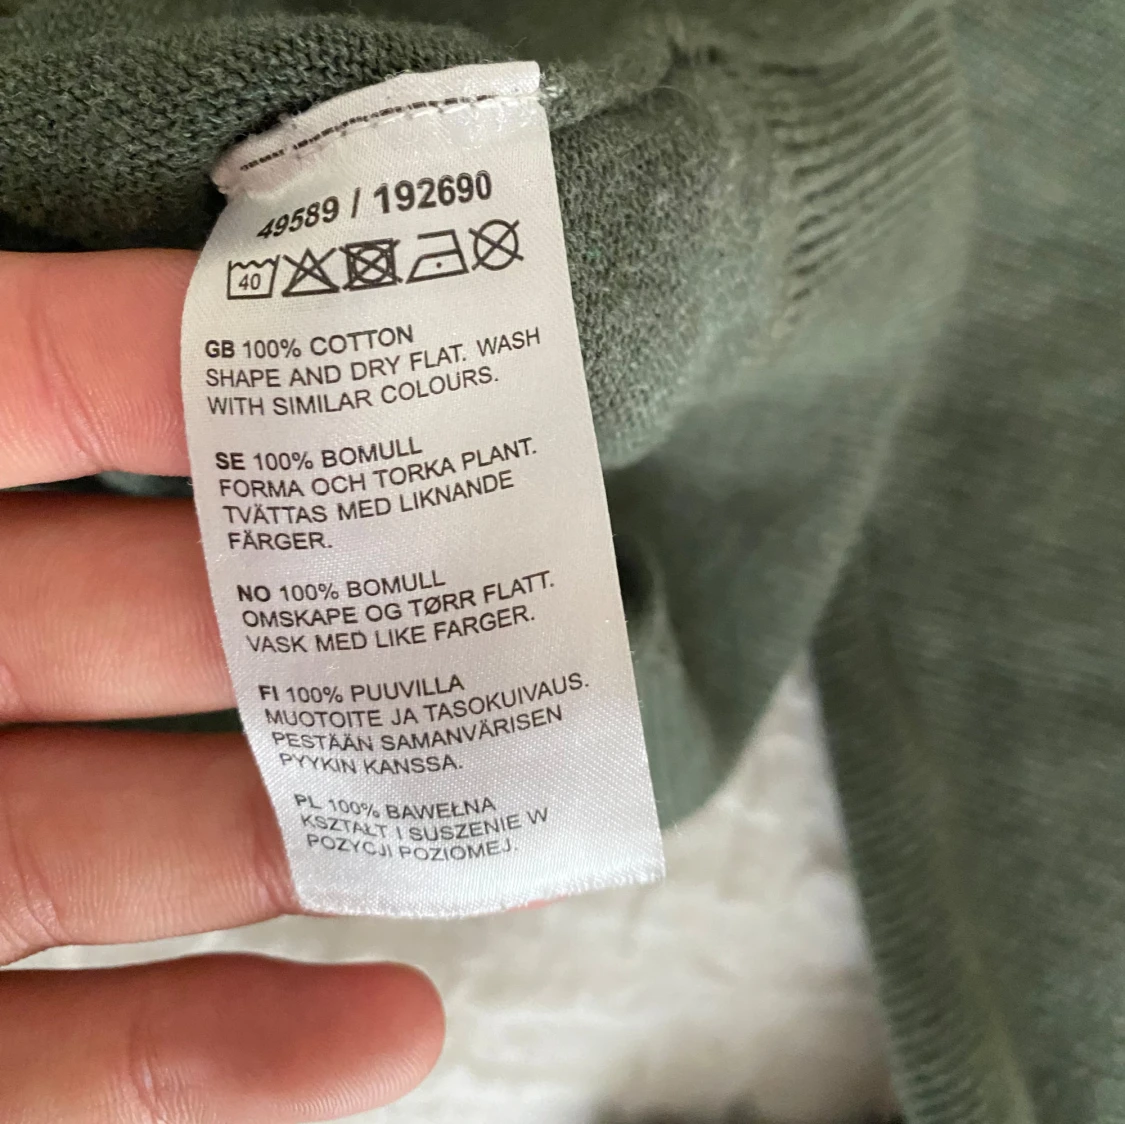 49589 / 192690
40
GB 100% COTTON
SHAPE AND DRY FLAT. WASH
WITH SIMILAR COLOURS.
SE 100% BOMULL
FORMA OCH TORKA PLANT.
TVÄTTAS MED LIKNANDE
FÄRGER.
NO 100% BOMULL
OMSKAPE OG TØRR FLATT.
VASK MED LIKE FARGER.
FI 100% PUUVILLA
MUOTOITE JA TASOKUIVAUS.
PESTÄÄN SAMANVÄRISEN
PYYKIN KANSSA.
PL 100% BAWEŁNA
KSZTAŁT I SUSZENIE W
POZYCJI POZIOMEJ.